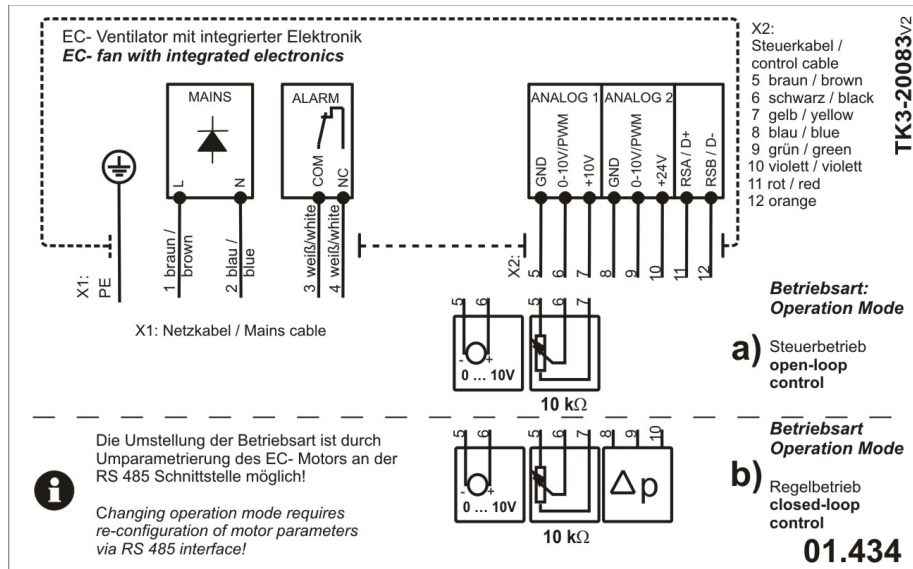 EC- Ventilator mit integrierter Elektronik
EC- fan with integrated electronics
X2:
Steuerkabel /
control cable
5 braun / brown
6 schwarz / black
7 gelb / yellow
8 blau / blue
9 grün / green
10 violett / violett
11 rot / red
12 orange
TK3-20083V2
MAINS
L
N
ALARM
COM
NC
ANALOG 1
GND
0-10V/PWM
+10V
ANALOG 2
GND
0-10V/PWM
+24V
RSA / D+
RSB / D-
X1:
PE
1 braun /
brown
2 blau /
blue
3 weiß/white
4 weiß/white
X2:
5
6
7
8
9
10
11
12
X1: Netzkabel / Mains cable
Betriebsart:
Operation Mode
a)
Steuerbetrieb
open-loop
control
5
6
- +
0 ... 10V
5
6
7
10 kΩ
Die Umstellung der Betriebsart ist durch
Umparametrierung des EC- Motors an der
RS 485 Schnittstelle möglich!
i
Changing operation mode requires
re-configuration of motor parameters
via RS 485 interface!
5
6
- +
0 ... 10V
5
6
7
10 kΩ
8
9
10
Δp
Betriebsart
Operation Mode
b)
Regelbetrieb
closed-loop
control
01.434